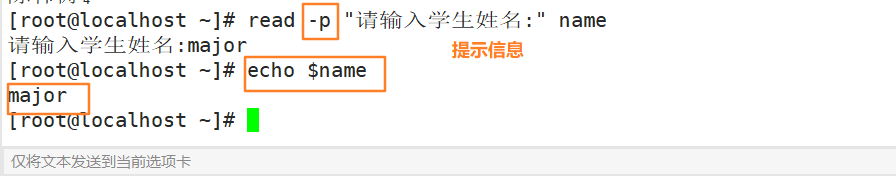 [root@localhost ~]# read -p "请输入学生姓名:" name
请输入学生姓名:major
提示信息
[root@localhost ~]# echo $name
major
[root@localhost ~]#
仅将文本发送到当前选项卡